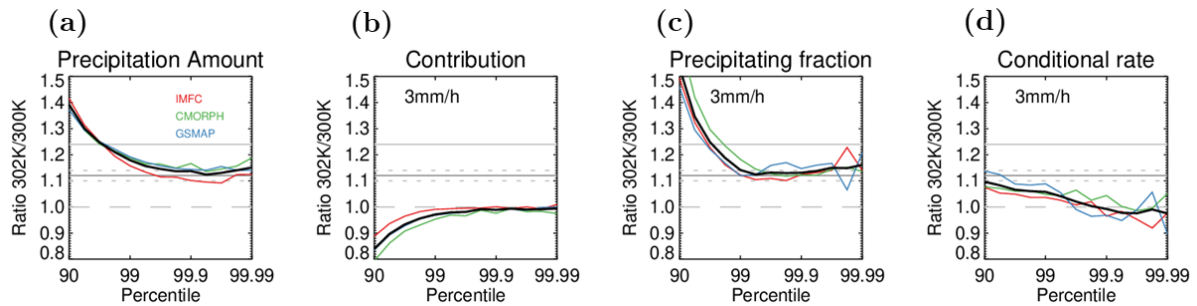 (a)
Precipitation Amount
Ratio 302K/300K
1.5
1.4
1.3
1.2
1.1
1.0
0.9
0.8
IMFC
CMORPH
GSMAP
90
99
99.9
99.99
Percentile
(b)
Contribution
Ratio 302K/300K
1.5
1.4
1.3
1.2
1.1
1.0
0.9
0.8
3mm/h
90
99
99.9
99.99
Percentile
(c)
Precipitating fraction
Ratio 302K/300K
1.5
1.4
1.3
1.2
1.1
1.0
0.9
0.8
3mm/h
90
99
99.9
99.99
Percentile
(d)
Conditional rate
Ratio 302K/300K
1.5
1.4
1.3
1.2
1.1
1.0
0.9
0.8
3mm/h
90
99
99.9
99.99
Percentile